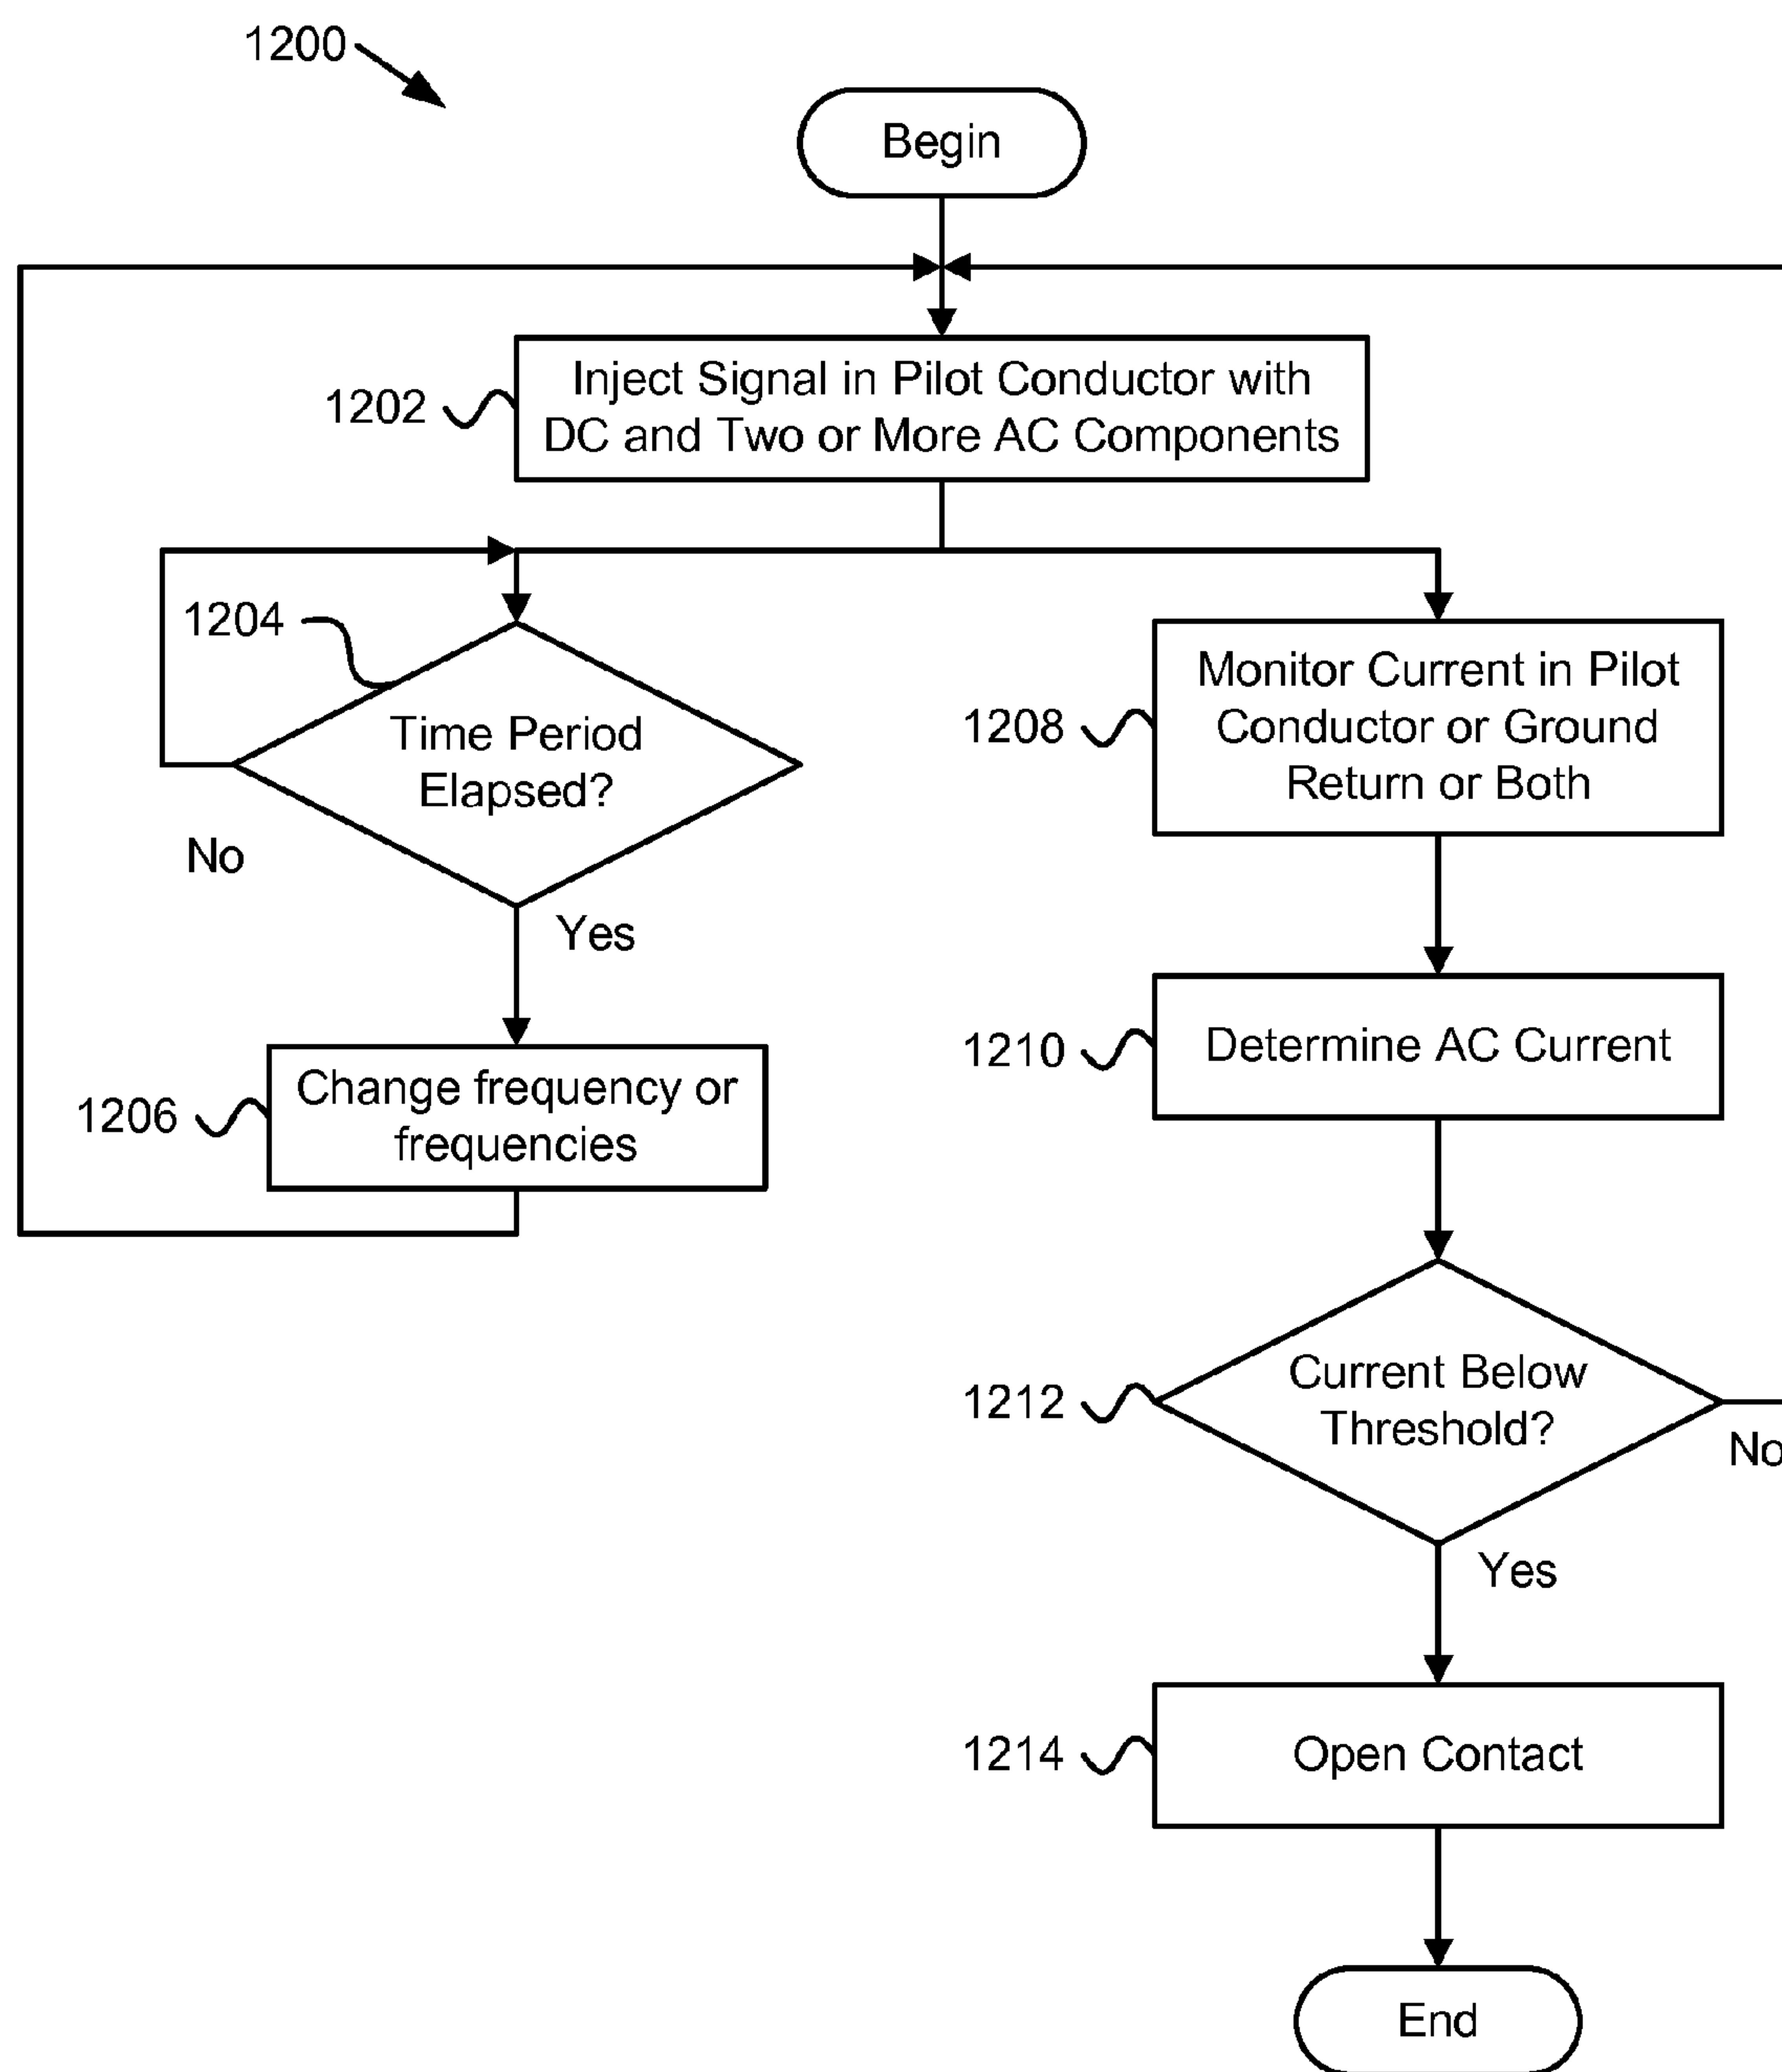 1200
Begin
1202
Inject Signal in Pilot Conductor with
DC and Two or More AC Components
1204
Time Period
Elapsed?
No
Yes
1206
Change frequency or
frequencies
1208
Monitor Current in Pilot
Conductor or Ground
Return or Both
1210
Determine AC Current
1212
Current Below
Threshold?
No
Yes
1214
Open Contact
End